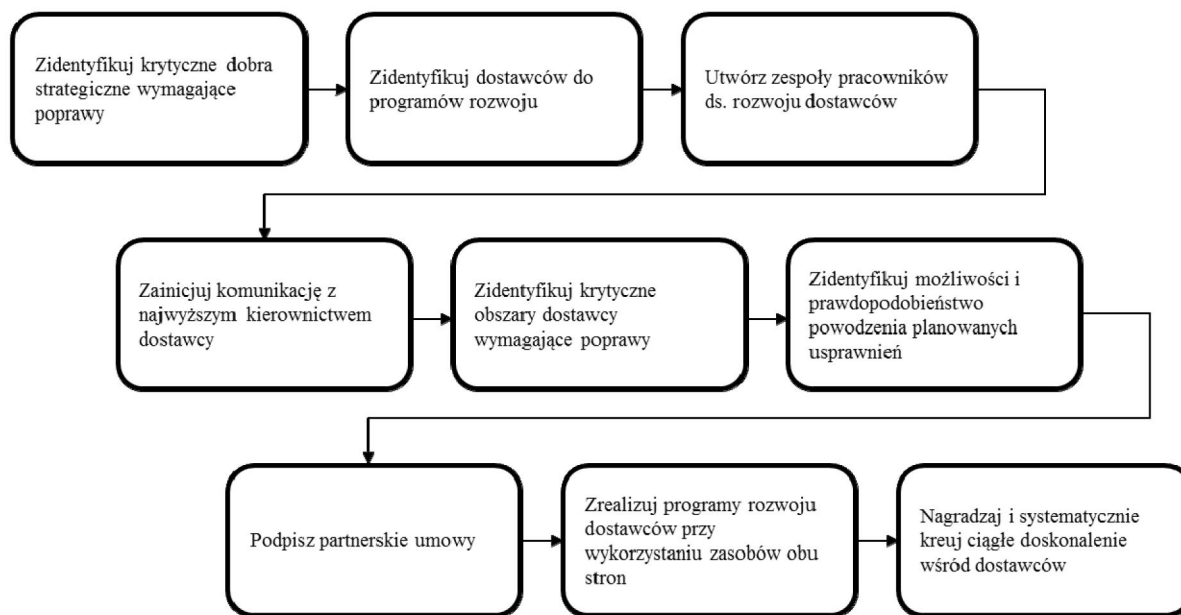 Zidentyfikuj krytyczne dobra
strategiczne wymagające
poprawy
Zidentyfikuj dostawców do
programów rozwoju
Utwórz zespoły pracowników
ds. rozwoju dostawców
Zainicjuj komunikację z
najwyższym kierownictwem
dostawcy
Zidentyfikuj krytyczne
obszary dostawcy
wymagające poprawy
Zidentyfikuj możliwości i
prawdopodobieństwo
powodzenia planowanych
usprawnień
Podpisz partnerskie umowy
Zrealizuj programy rozwoju
dostawców przy
wykorzystaniu zasobów obu
stron
Nagradzaj i systematycznie
kreuj ciągłe doskonalenie
wśród dostawców